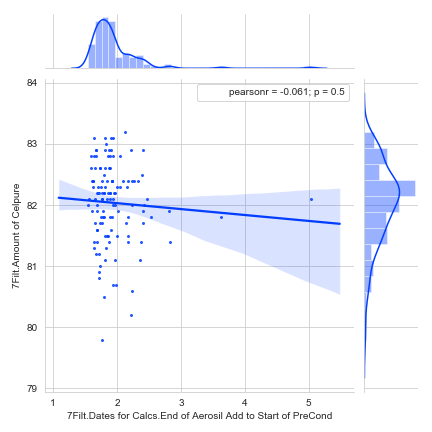 pearsonr = -0.061; p = 0.5
84
83
82
81
80
79
7Filt.Amount of Celpure
1 2 3 4 5
7Filt.Dates for Calcs.End of Aerosil Add to Start of PreCond